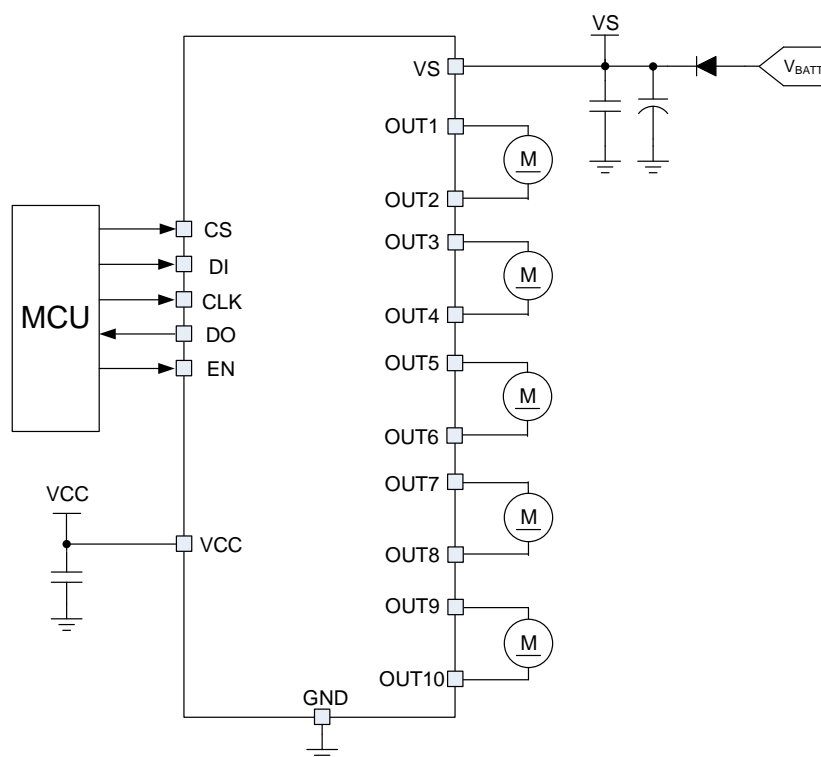 VS
VS
V_BATT
OUT1
M
OUT2
CS
OUT3
DI
M
CLK
MCU
OUT4
DO
EN
OUT5
M
OUT6
OUT7
VCC
M
VCC
OUT8
OUT9
M
OUT10
GND